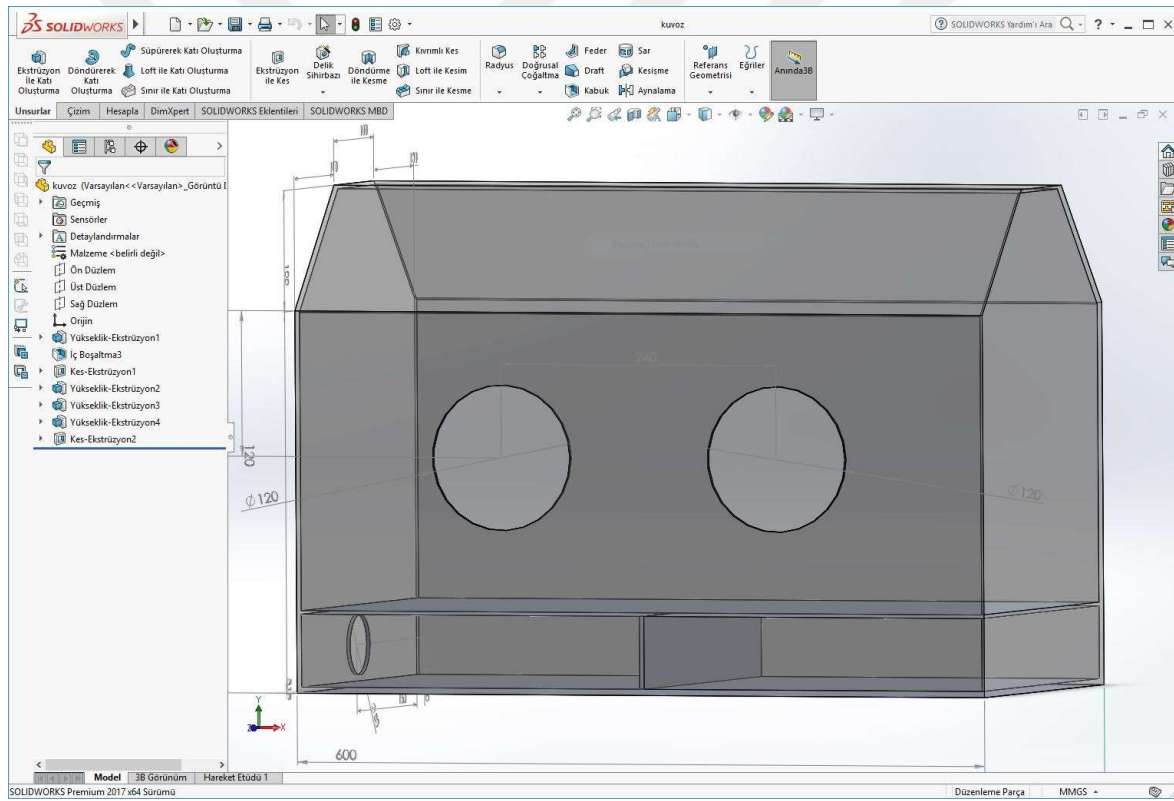 SOLIDWORKS
kuvoz
SOLIDWORKS Yardım'ı Ara
Ekstrüzyon ile Katı Oluşturma
Döndürerek Katı Oluşturma
Süpürerek Katı Oluşturma
Loft ile Katı Oluşturma
Sınır ile Katı Oluşturma
Ekstrüzyon ile Kes
Delik Sihirbazı
Döndürme ile Kesme
Kıvrımlı Kes
Loft ile Kesim
Sınır ile Kesme
Radyus
Doğrusal Çoğaltma
Feder
Draft
Kabuk
Sar
Kesişme
Aynalama
Referans Geometrisi
Eğriler
Anında3B
Unsurlar
Çizim
Hesapla
DimXpert
SOLIDWORKS Eklentileri
SOLIDWORKS MBD
kuvoz (Varsayılan<<Varsayılan>_Görüntü
Geçmiş
Sensörler
Detaylandırmalar
Malzeme <belirli değil>
Ön Düzlem
Üst Düzlem
Sağ Düzlem
Orijin
Yükseklik-Ekstrüzyon1
İç Boşaltma3
Kes-Ekstrüzyon1
Yükseklik-Ekstrüzyon2
Yükseklik-Ekstrüzyon3
Yükseklik-Ekstrüzyon4
Kes-Ekstrüzyon2
240
120
⌀120
⌀120
Y
X
600
Model
3B Görünüm
Hareket Etüdü 1
SOLIDWORKS Premium 2017 x64 Sürümü
Düzenleme Parça
MMGS